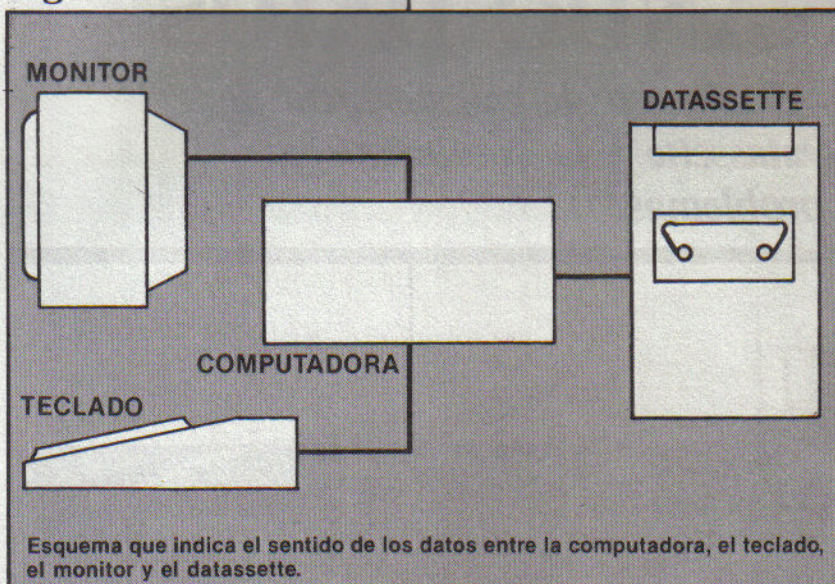 MONITOR
DATASSETTE
COMPUTADORA
TECLADO
Esquema que indica el sentido de los datos entre la computadora, el teclado,
el monitor y el datassette.